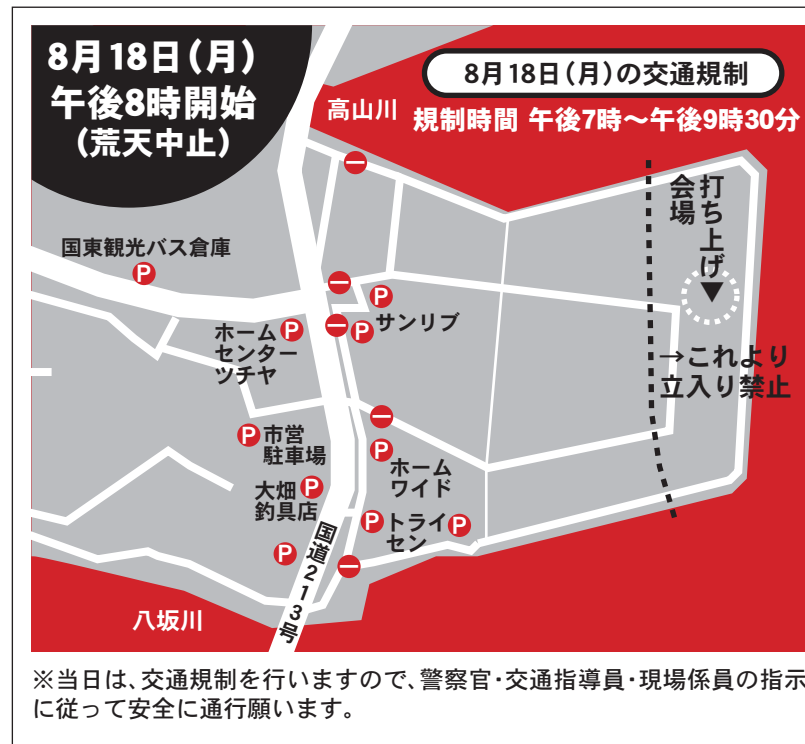 8月18日(月)
午後8時開始
(荒天中止)
8月18日(月)の交通規制
規制時間 午後7時〜午後9時30分
高山川
打ち上げ
会場
国東観光バス倉庫
P
P
サンリブ
P
P
ホーム
センター
ツチヤ
→これより
立入り禁止
P
市営
駐車場
P
ホーム
ワイド
大畑
釣具店
P
P
トライ
セン
P
P
国道213号
八坂川
※当日は、交通規制を行いますので、警察官・交通指導員・現場係員の指示
に従って安全に通行願います。